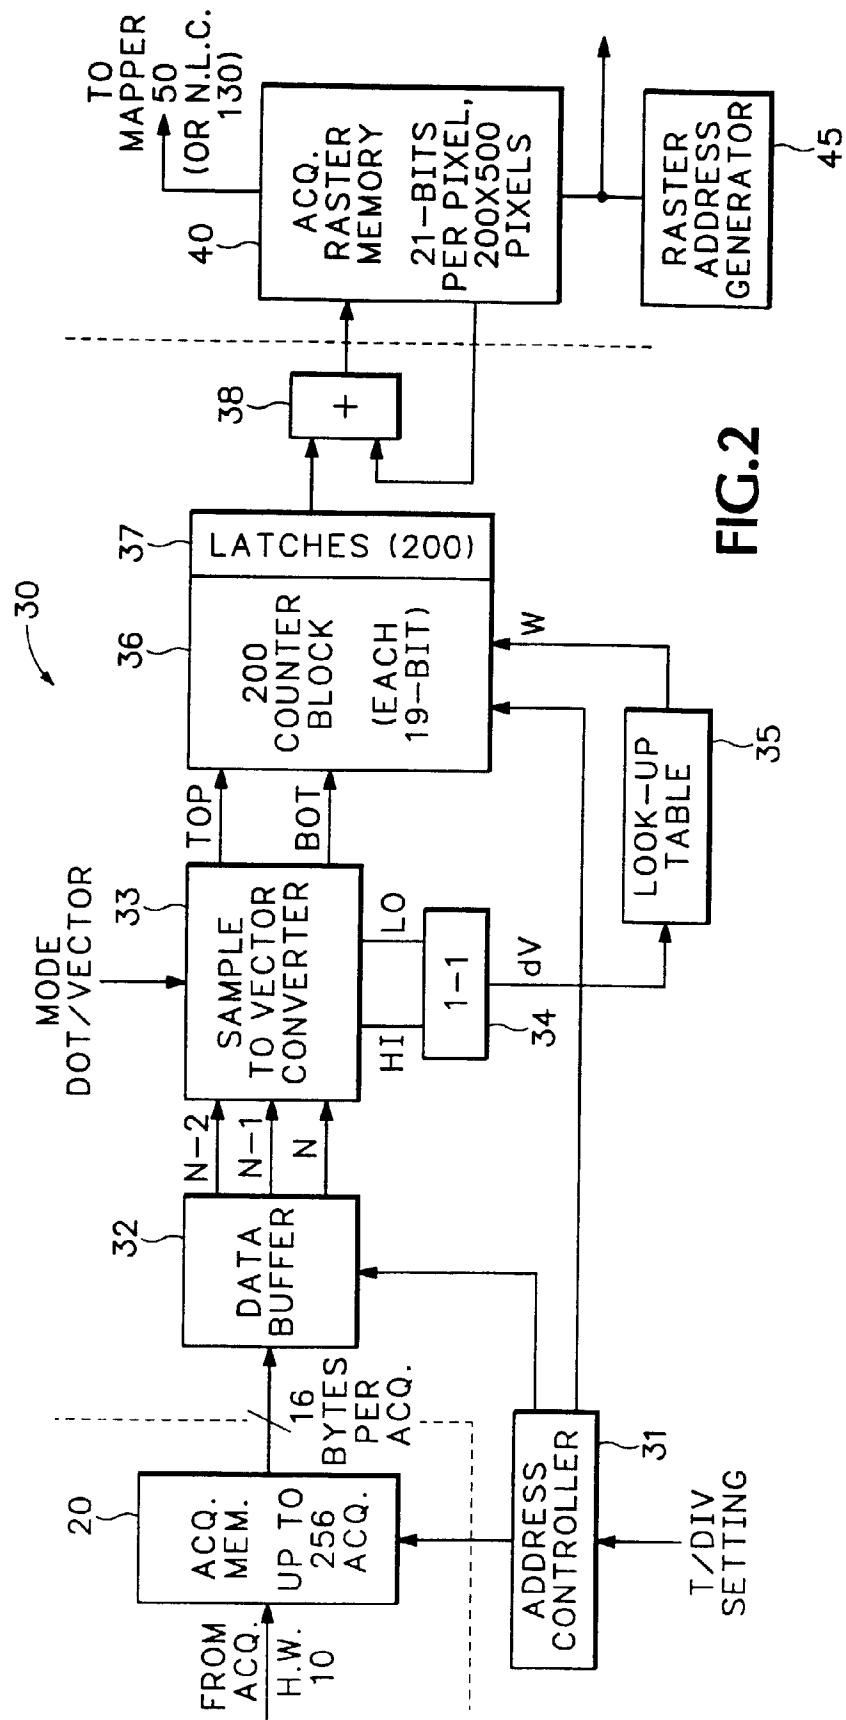 30
FROM
ACQ.
H.W.
10
20
ACQ.
MEM.
UP TO
256
ACQ.
16
BYTES
PER
ACQ.
T/DIV
SETTING
ADDRESS
CONTROLLER
31
32
DATA
BUFFER
N-2
N-1
N
MODE
DOT/VECTOR
33
SAMPLE
TO VECTOR
CONVERTER
HI
LO
1-1
34
dV
LOOK-UP
TABLE
35
W
TOP
BOT
36
200
COUNTER
BLOCK
(EACH
19-BIT)
37
LATCHES (200)
38
+
40
ACQ.
RASTER
MEMORY
21-BITS
PER PIXEL,
200X500
PIXELS
TO
MAPPER
50
(OR N.L.C.
130)
RASTER
ADDRESS
GENERATOR
45
FIG.2